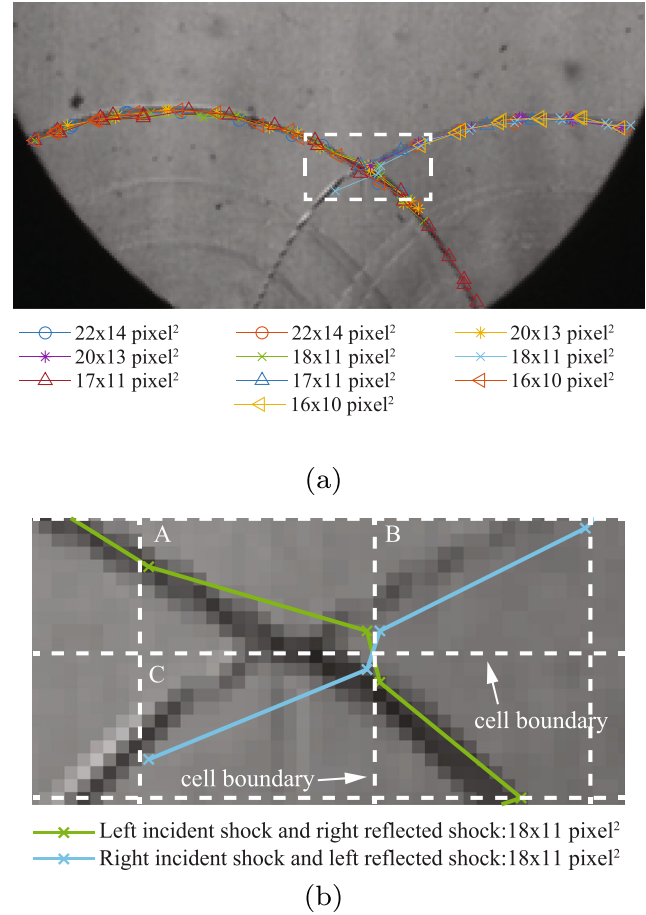 22x14 pixel² 22x14 pixel² 20x13 pixel²
20x13 pixel² 18x11 pixel² 18x11 pixel²
17x11 pixel² 17x11 pixel² 16x10 pixel²
16x10 pixel²
(a)
A B
C
cell boundary
cell boundary
Left incident shock and right reflected shock:18x11 pixel²
Right incident shock and left reflected shock:18x11 pixel²
(b)